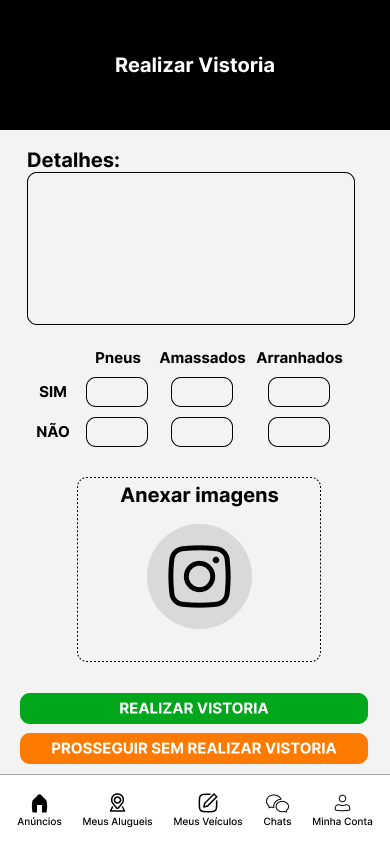 Realizar Vistoria
Detalhes:
Pneus Amassados Arranhados
SIM
NÃO
Anexar imagens
REALIZAR VISTORIA
PROSSEGUIR SEM REALIZAR VISTORIA
Anúncios Meus Alugueis Meus Veículos Chats Minha Conta